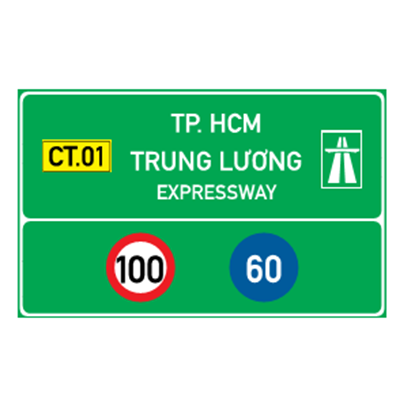 TP. HCM
CT.01
TRUNG LƯƠNG
EXPRESSWAY
100
60